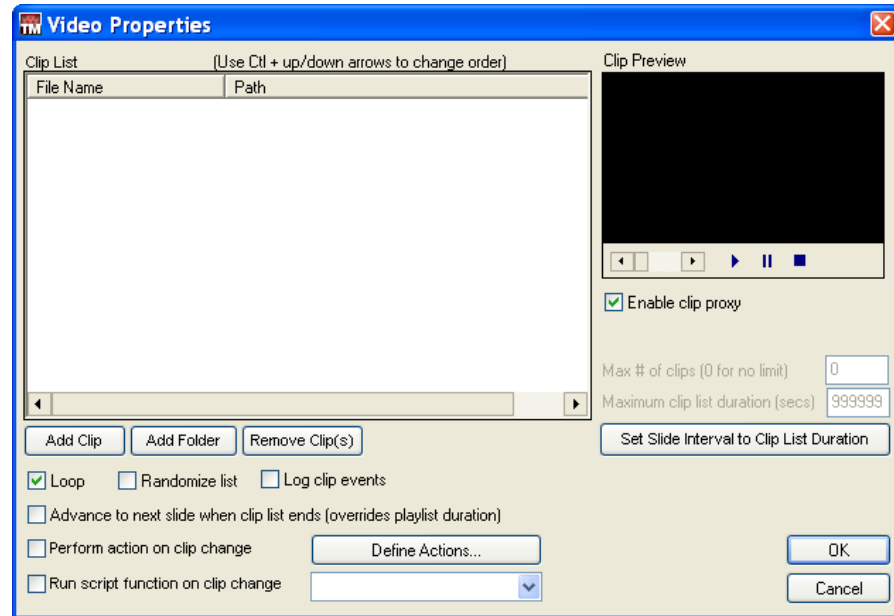 TM Video Properties
Clip List (Use Ctl + up/down arrows to change order)
File Name Path
Clip Preview
Enable clip proxy
Max # of clips (0 for no limit) 0
Maximum clip list duration (secs) 999999
Add Clip Add Folder Remove Clip(s) Set Slide Interval to Clip List Duration
Loop Randomize list Log clip events
Advance to next slide when clip list ends (overrides playlist duration)
Perform action on clip change Define Actions... OK
Run script function on clip change Cancel